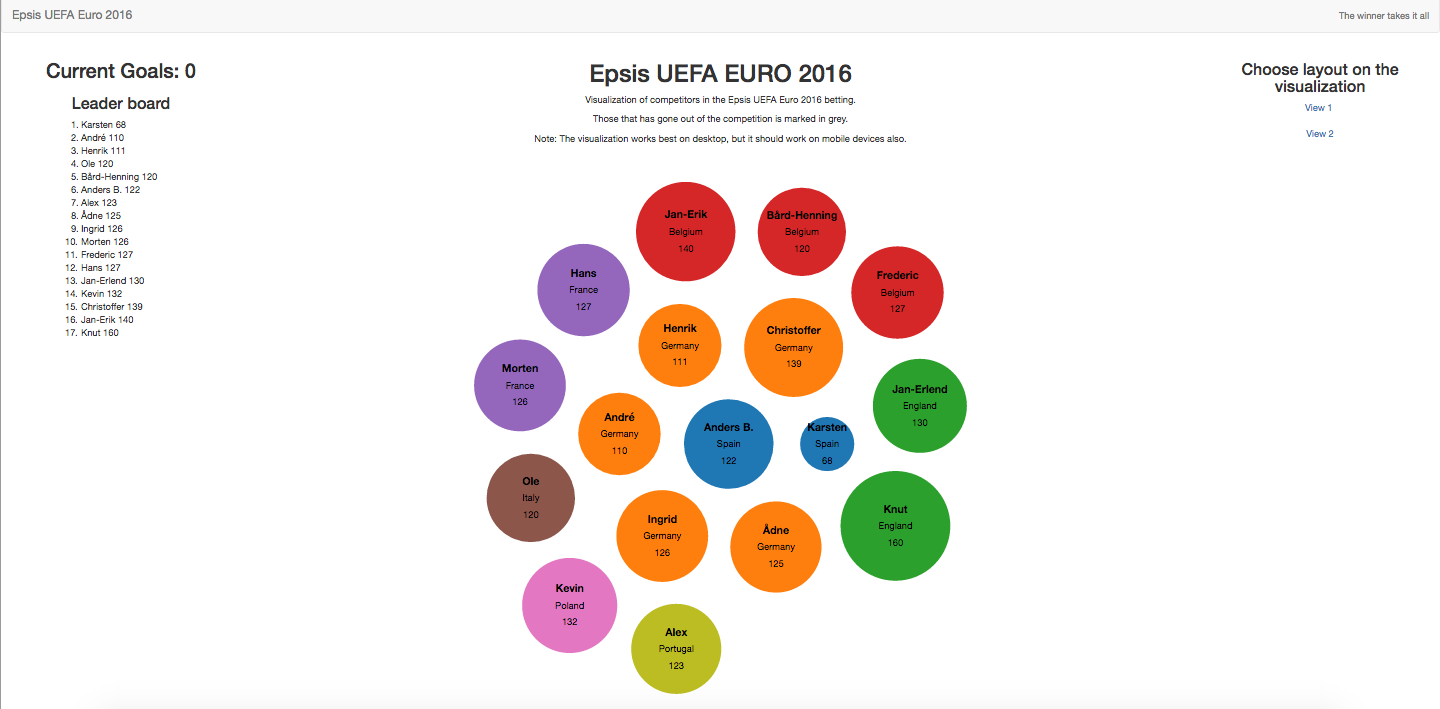 Epsis UEFA Euro 2016
The winner takes it all
Current Goals: 0
Leader board
1. Karsten 68
2. André 110
3. Henrik 111
4. Ole 120
5. Bård-Henning 120
6. Anders B. 122
7. Alex 123
8. Ådne 125
9. Ingrid 126
10. Morten 126
11. Frederic 127
12. Hans 127
13. Jan-Erlend 130
14. Kevin 132
15. Christoffer 139
16. Jan-Erik 140
17. Knut 160
Epsis UEFA EURO 2016
Visualization of competitors in the Epsis UEFA Euro 2016 betting.
Those that has gone out of the competition is marked in grey.
Note: The visualization works best on desktop, but it should work on mobile devices also.
Choose layout on the
visualization
View 1
View 2
Jan-Erik
Belgium
140
Bård-Henning
Belgium
120
Hans
France
127
Frederic
Belgium
127
Henrik
Germany
111
Christoffer
Germany
139
Morten
France
126
Jan-Erlend
England
130
André
Germany
110
Anders B.
Spain
122
Karsten
Spain
68
Ole
Italy
120
Knut
England
160
Ingrid
Germany
126
Ådne
Germany
125
Kevin
Poland
132
Alex
Portugal
123